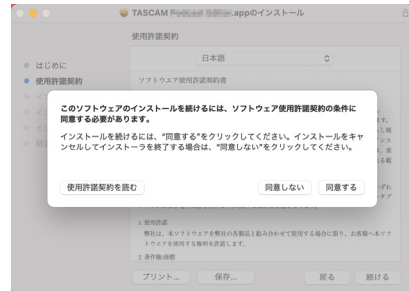 TASCAM .appのインストール
使用許諾契約
日本語
はじめに
使用許諾契約
ソフトウエア使用許諾契約書
このソフトウェアのインストールを続けるには、ソフトウェア使用許諾契約の条件に
同意する必要があります。
インストールを続けるには、“同意する”をクリックしてください。インストールをキャ
ンセルしてインストーラを終了する場合は、“同意しない”をクリックしてください。
使用許諾契約を読む
同意しない
同意する
1. 使用許諾
弊社は、本ソフトウエアを弊社の各製品と組み合わせて使用する場合に限り、お客様へ本ソフ
トウエアを使用する権利を許諾します。
2. 著作権/商標
プリント...
保存...
戻る
続ける